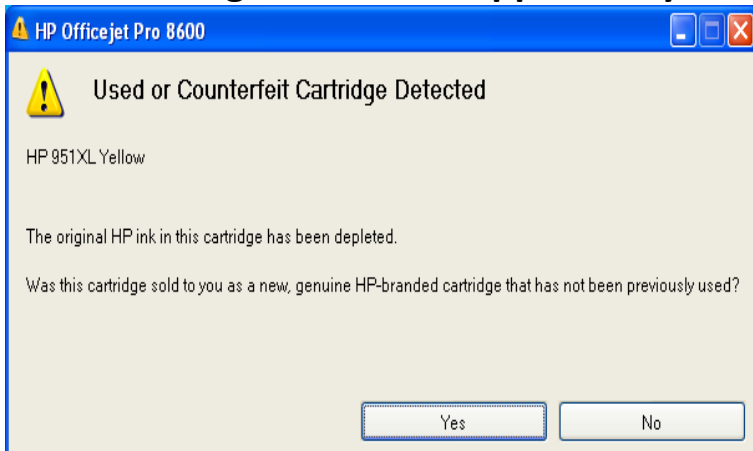 HP Officejet Pro 8600
Used or Counterfeit Cartridge Detected
HP 951XL Yellow
The original HP ink in this cartridge has been depleted.
Was this cartridge sold to you as a new, genuine HP-branded cartridge that has not been previously used?
Yes No